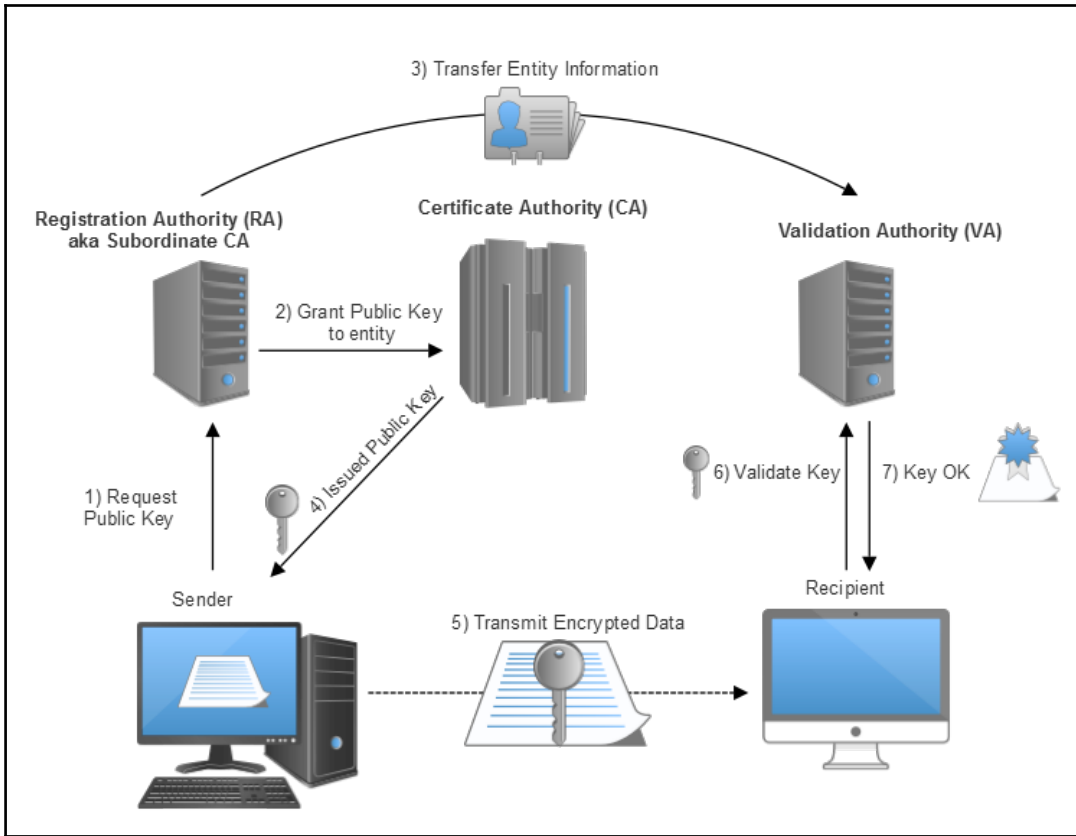 3) Transfer Entity Information
Registration Authority (RA)
aka Subordinate CA
Certificate Authority (CA)
Validation Authority (VA)
2) Grant Public Key
to entity
1) Request
Public Key
4) Issued Public Key
6) Validate Key
7) Key OK
Sender
5) Transmit Encrypted Data
Recipient